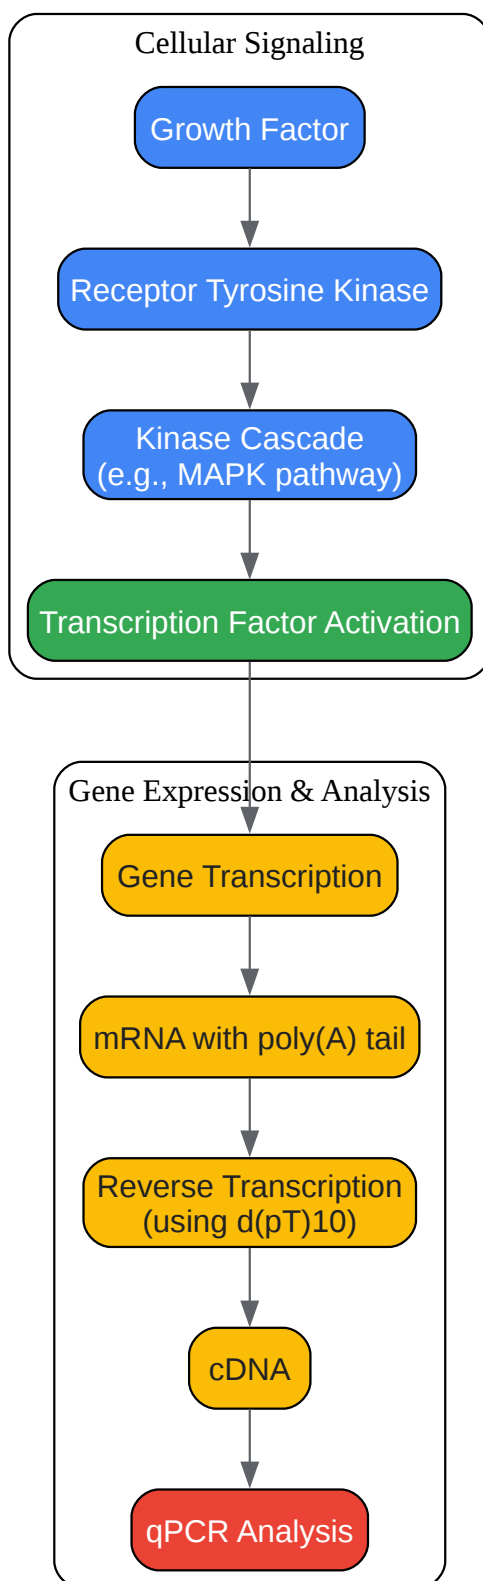 Cellular Signaling
Growth Factor
Receptor Tyrosine Kinase
Kinase Cascade
(e.g., MAPK pathway)
Transcription Factor Activation
Gene Expression & Analysis
Gene Transcription
mRNA with poly(A) tail
Reverse Transcription
(using d(pT)10)
cDNA
qPCR Analysis